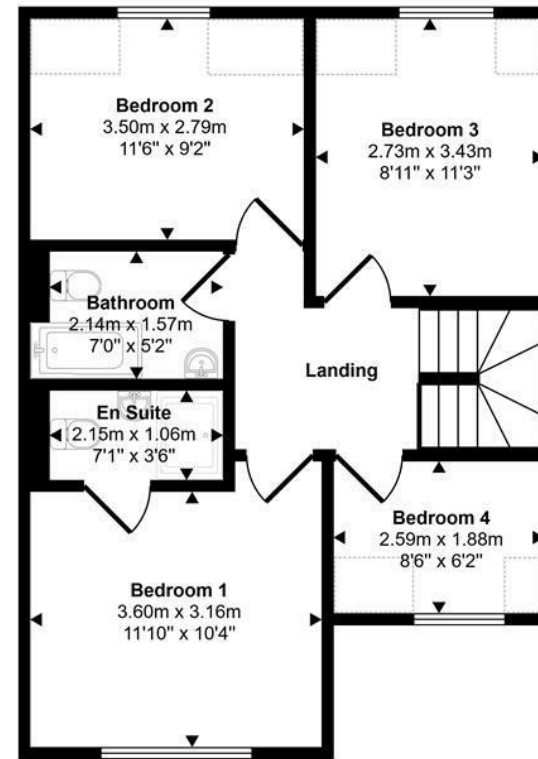 Bedroom 2
3.50m x 2.79m
11'6" x 9'2"
Bedroom 3
2.73m x 3.43m
8'11" x 11'3"
Bathroom
2.14m x 1.57m
7'0" x 5'2"
Landing
En Suite
2.15m x 1.06m
7'1" x 3'6"
Bedroom 4
2.59m x 1.88m
8'6" x 6'2"
Bedroom 1
3.60m x 3.16m
11'10" x 10'4"